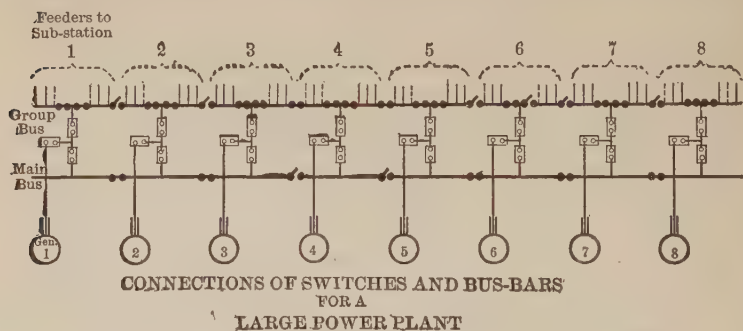 Feeders to
Sub-station
1 2 3 4 5 6 7 8
Group
Bus
Main
Bus
Gen.
1 2 3 4 5 6 7 8
CONNECTIONS OF SWITCHES AND BUS-BARS
FOR A
LARGE POWER PLANT